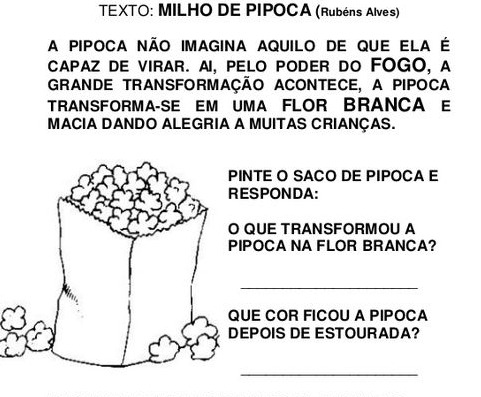 TEXTO: MILHO DE PIPOCA (Rubéns Alves)
A PIPOCA NÃO IMAGINA AQUILO DE QUE ELA É
CAPAZ DE VIRAR. AI, PELO PODER DO FOGO, A
GRANDE TRANSFORMAÇÃO ACONTECE, A PIPOCA
TRANSFORMA-SE EM UMA FLOR BRANCA E
MACIA DANDO ALEGRIA A MUITAS CRIANÇAS.
PINTE O SACO DE PIPOCA E
RESPONDA:
O QUE TRANSFORMOU A
PIPOCA NA FLOR BRANCA?
QUE COR FICOU A PIPOCA
DEPOIS DE ESTOURADA?